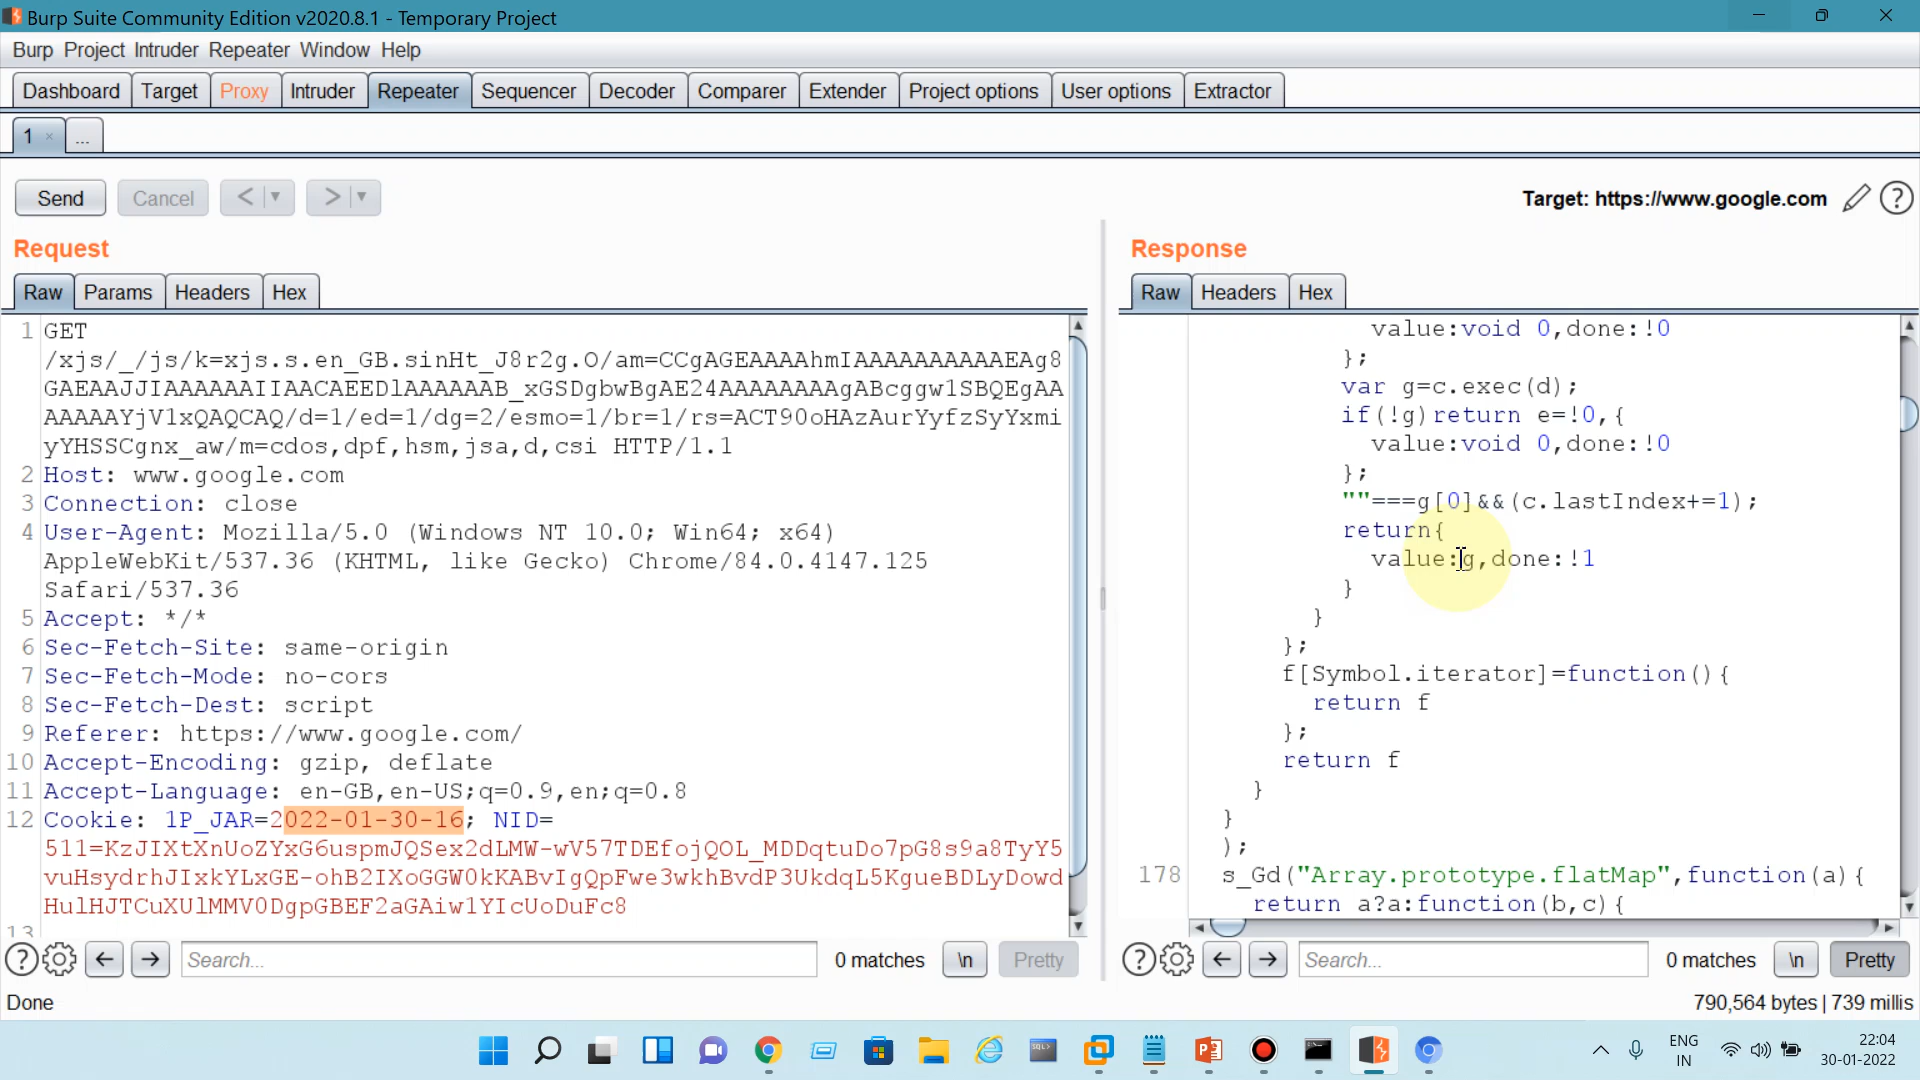 Burp Suite Community Edition v2020.8.1 - Temporary Project
Burp Project Intruder Repeater Window Help
Dashboard Target Proxy Intruder Repeater Sequencer Decoder Comparer Extender Project options User options Extractor
1 × ...
Send Cancel < > Target: https://www.google.com ?
Request
Raw Params Headers Hex
1 GET
/xjs/_/js/k=xjs.s.en_GB.sinHt_J8r2g.O/am=CCgAGEAAAAhmIAAAAAAAAAAEAg8
GAEAAJJIAAAAAAIIAACAEEDlAAAAAAB_xGSDgbwBgAE24AAAAAAAAgABcggw1SBQEgAA
AAAAAYjV1xQAQCAQ/d=1/ed=1/dg=2/esmo=1/br=1/rs=ACT90oHAzAurYyfzSyYxmi
yYHSSCgnx_aw/m=cdos,dpf,hsm,jsa,d,csi HTTP/1.1
2 Host: www.google.com
3 Connection: close
4 User-Agent: Mozilla/5.0 (Windows NT 10.0; Win64; x64)
AppleWebKit/537.36 (KHTML, like Gecko) Chrome/84.0.4147.125
Safari/537.36
5 Accept: */*
6 Sec-Fetch-Site: same-origin
7 Sec-Fetch-Mode: no-cors
8 Sec-Fetch-Dest: script
9 Referer: https://www.google.com/
10 Accept-Encoding: gzip, deflate
11 Accept-Language: en-GB,en-US;q=0.9,en;q=0.8
12 Cookie: 1P_JAR=2022-01-30-16; NID=
511=KzJIXtXnUoZYxG6uspmJQSex2dLMW-wV57TDEfojQOL_MDDqtuDo7pG8s9a8TyY5
vuHsydrhJIxkYLxGE-ohB2IXoGGW0kKABvIgQpFwe3wkhBvdP3UkdqL5KgueBDLyDowd
HulHJTCuXUlMMV0DgpGBEF2aGAiw1YIcUoDuFc8
13
? Search... 0 matches \n Pretty
Response
Raw Headers Hex
value:void 0,done:!0
};
var g=c.exec(d);
if(!g)return e=!0,{
value:void 0,done:!0
};
""===g[0]&&(c.lastIndex+=1);
return{
value:g,done:!1
}
}
};
f[Symbol.iterator]=function(){
return f
};
return f
}
}
);
178 s_Gd("Array.prototype.flatMap",function(a){
return a?a:function(b,c){
? Search... 0 matches \n Pretty
Done 790,564 bytes | 739 millis
SQL>
ENG
IN
22:04
30-01-2022